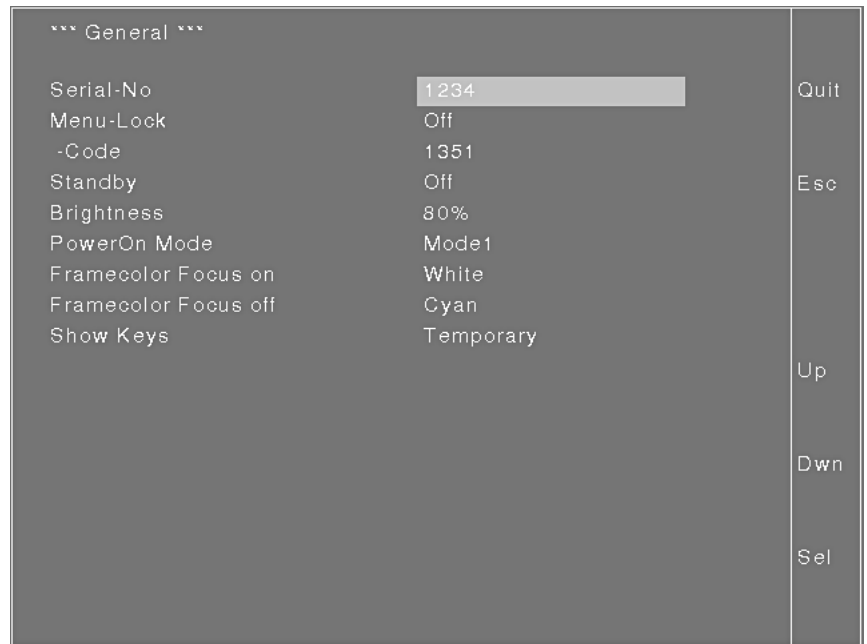 *** General ***
Serial-No 1234
Quit
Menu-Lock Off
-Code 1351
Standby Off
Esc
Brightness 80%
PowerOn Mode Mode1
Framecolor Focus on White
Framecolor Focus off Cyan
Show Keys Temporary
Up
Dwn
Sel